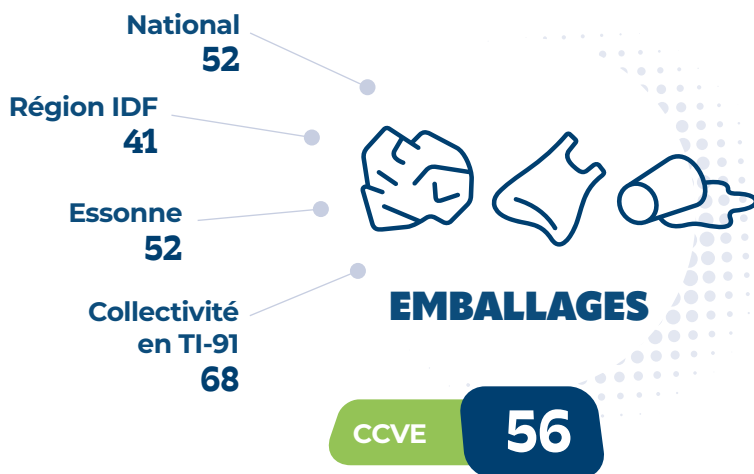 National
52
Région IDF
41
Essonne
52
Collectivité
en TI-91
68
EMBALLAGES
CCVE
56